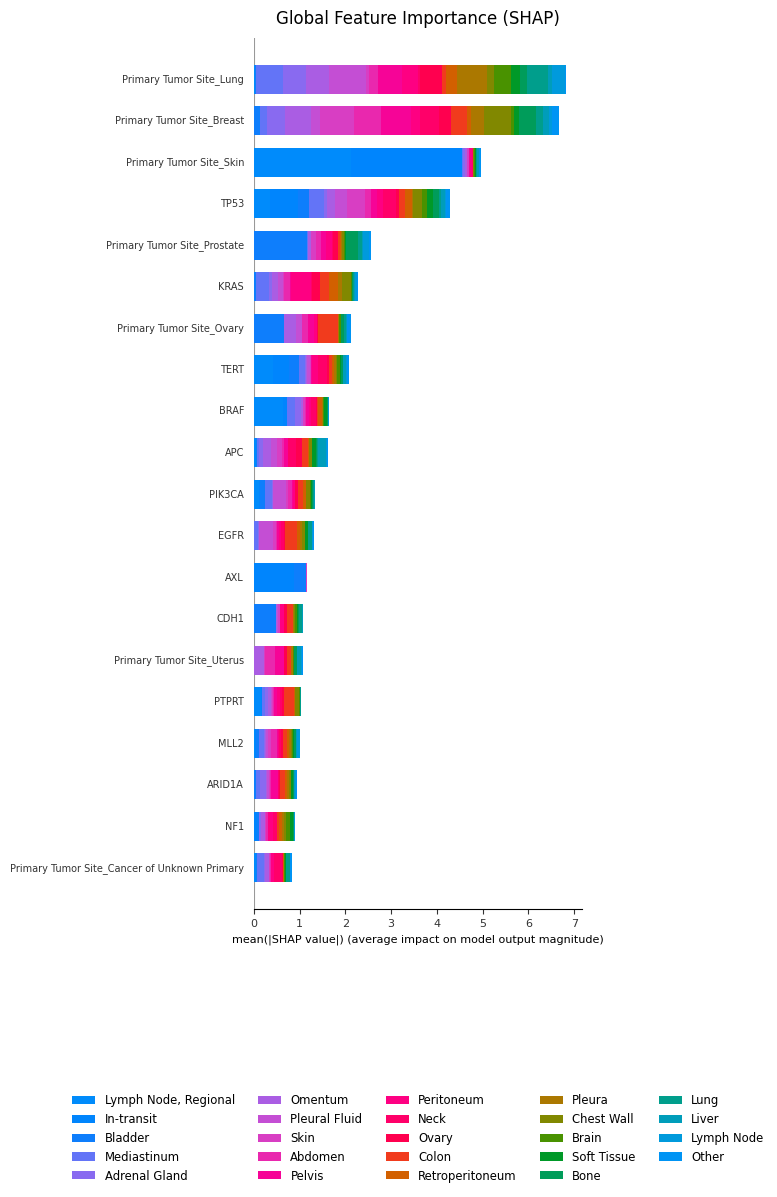 Global Feature Importance (SHAP)
Primary Tumor Site_Lung
Primary Tumor Site_Breast
Primary Tumor Site_Skin
TP53
Primary Tumor Site_Prostate
KRAS
Primary Tumor Site_Ovary
TERT
BRAF
APC
PIK3CA
EGFR
AXL
CDH1
Primary Tumor Site_Uterus
PTPRT
MLL2
ARID1A
NF1
Primary Tumor Site_Cancer of Unknown Primary
0 1 2 3 4 5 6 7
mean(|SHAP value|) (average impact on model output magnitude)
Lymph Node, Regional
In-transit
Bladder
Mediastinum
Adrenal Gland
Omentum
Pleural Fluid
Skin
Abdomen
Pelvis
Peritoneum
Neck
Ovary
Colon
Retroperitoneum
Pleura
Chest Wall
Brain
Soft Tissue
Bone
Lung
Liver
Lymph Node
Other